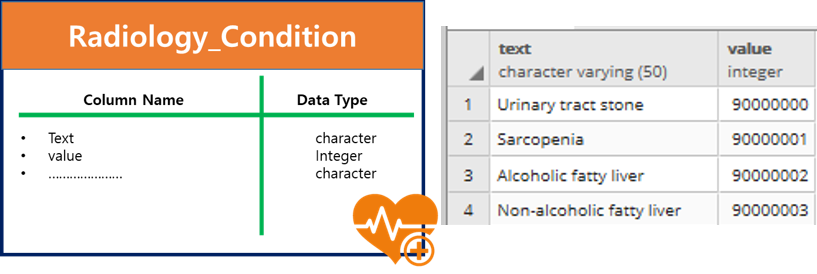 Radiology_Condition
Column Name Data Type
• Text character
• value Integer
• ………………… character
text value
character varying (50) integer
1 Urinary tract stone 90000000
2 Sarcopenia 90000001
3 Alcoholic fatty liver 90000002
4 Non-alcoholic fatty liver 90000003